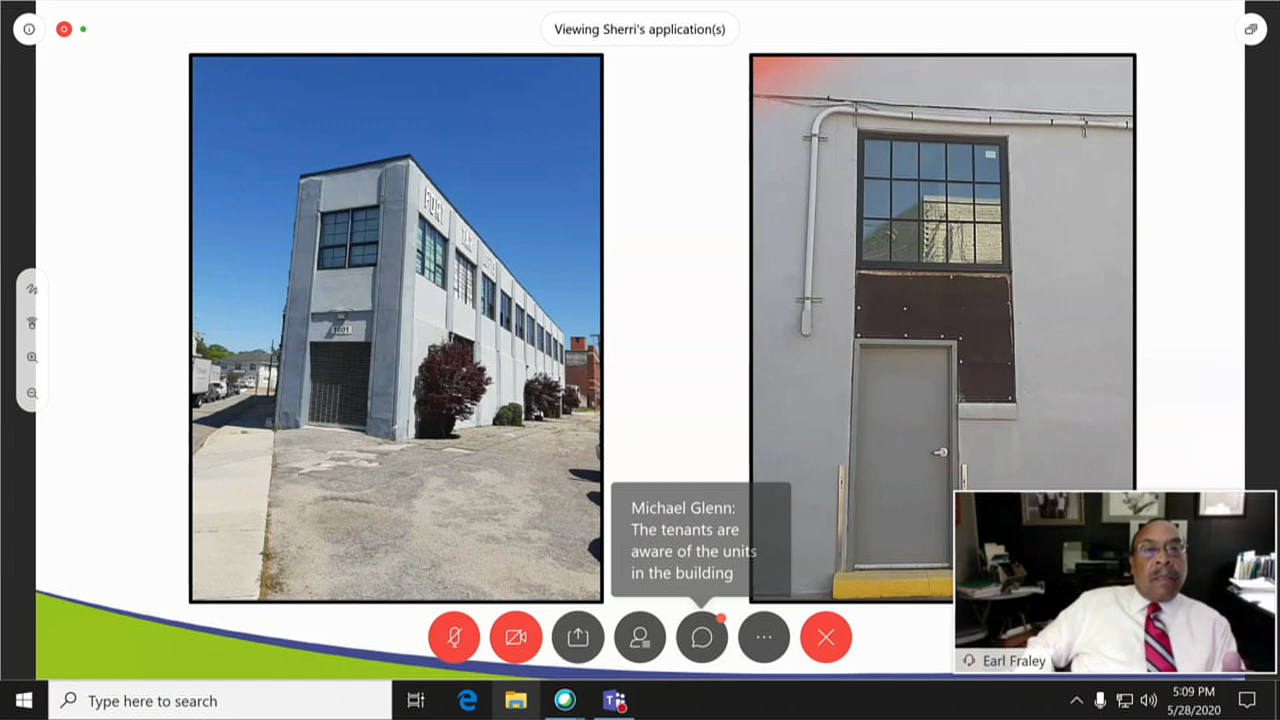 Viewing Sherri's application(s)
1001
Michael Glenn:
The tenants are
aware of the units
in the building
Earl Fraley
Type here to search
5:09 PM
5/28/2020